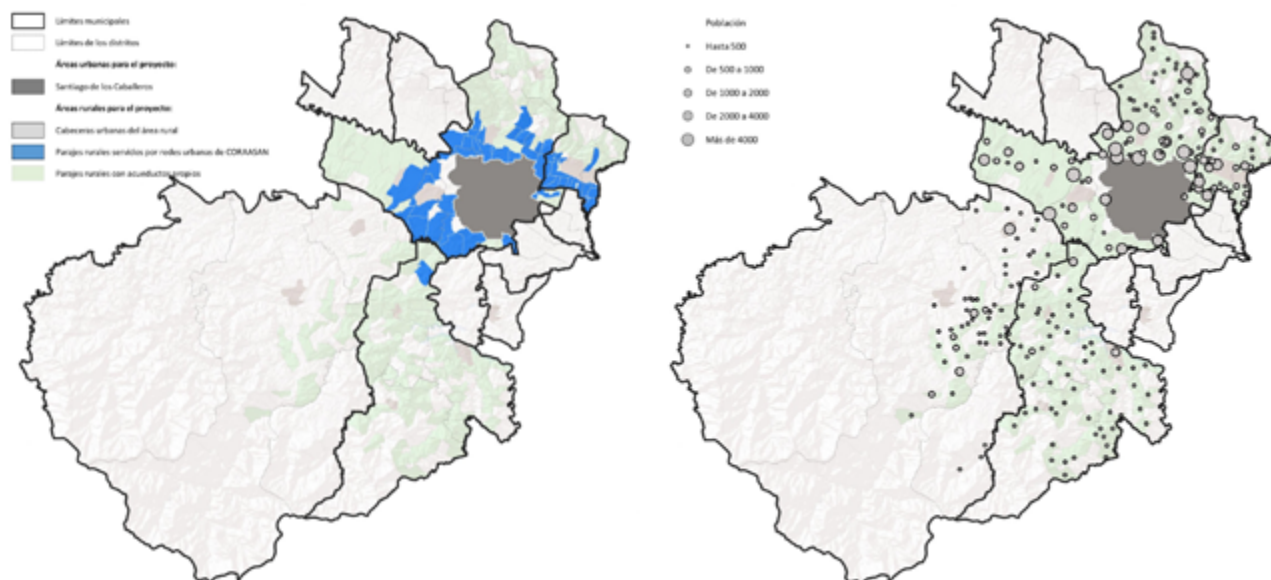 Límites municipales
Límites de los distritos
Áreas urbanas para el proyecto:
Santiago de los Caballeros
Áreas rurales para el proyecto:
Cabeceras urbanas del área rural
Parajes rurales servicios por redes urbanas de CORAASAN
Parajes rurales con acueductos propios
Población
Hasta 500
De 500 a 1000
De 1000 a 2000
De 2000 a 4000
Más de 4000